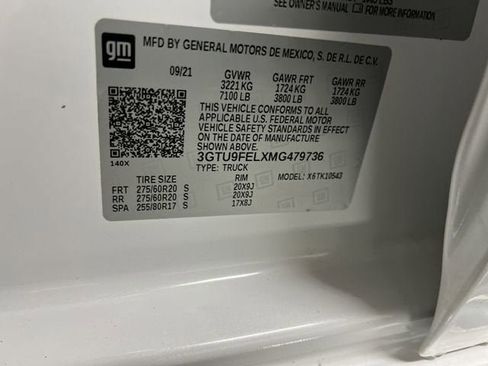 SEE OWNER'S
OWNER'S MANUAL FOR MORE INFORMATION
gm
MFD BY GENERAL MOTORS DE MEXICO, S. DE R.L. DE C.V.
09/21 GVWR GAWR FRT GAWR RR
3221 KG 1724 KG 1724 KG
7100 LB 3800 LB 3800 LB
THIS VEHICLE CONFORMS TO ALL
APPLICABLE U.S. FEDERAL MOTOR
VEHICLE SAFETY STANDARDS IN
EFFECT ON THE DATE OF MANUFACTURE
SHOWN ABOVE.
3GTU9FELXMG479736
140X TYPE: TRUCK MODEL: X6TK10543
TIRE SIZE RIM
FRT 275/60R20 S 20X9J
RR 275/60R20 S 20X9J
SPA 255/80R17 S 17X8J